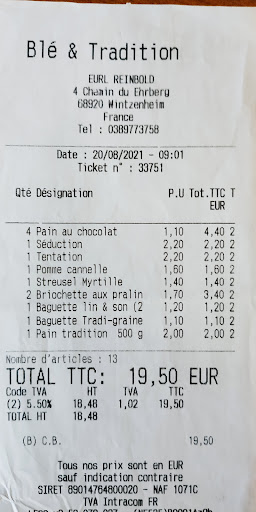 Blé & Tradition
EURL REINBOLD
4 Chemin du Ehrberg
68920 Wintzenheim
France
Tel : 0389773758
Date : 20/08/2021 - 09:01
Ticket n° : 33751
Qté Désignation P.U Tot.TTC T
EUR
4 Pain au chocolat 1,10 4,40 2
1 Séduction 2,20 2,20 2
1 Tentation 2,20 2,20 2
1 Pomme cannelle 1,60 1,60 2
1 Streusel Myrtille 1,40 1,40 2
2 Briochette aux pralin 1,70 3,40 2
1 Baguette lin & son (2 1,20 1,20 2
1 Baguette Tradi-graine 1,10 1,10 2
1 Pain tradition 500 g 2,00 2,00 2
Nombre d'articles : 13
TOTAL TTC: 19,50 EUR
Code TVA HT TVA TTC
(2) 5.50% 18,48 1,02 19,50
TOTAL HT 18,48
(B) C.B. 19,50
Tous nos prix sont en EUR
sauf indication contraire
SIRET 89014764800020 - NAF 1071C
TVA Intracom FR